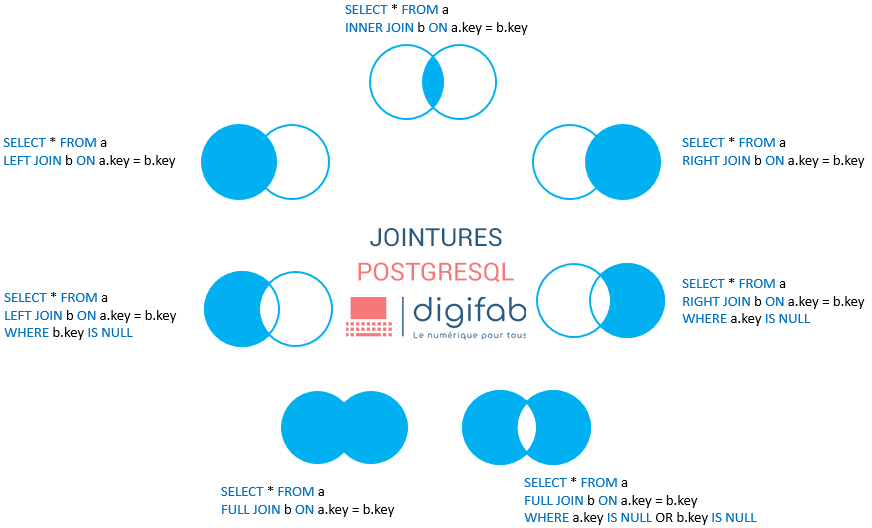 SELECT * FROM a
INNER JOIN b ON a.key = b.key
SELECT * FROM a
LEFT JOIN b ON a.key = b.key
SELECT * FROM a
RIGHT JOIN b ON a.key = b.key
JOINTURES
POSTGRESQL
digifab
Le numérique pour tous
SELECT * FROM a
LEFT JOIN b ON a.key = b.key
WHERE b.key IS NULL
SELECT * FROM a
RIGHT JOIN b ON a.key = b.key
WHERE a.key IS NULL
SELECT * FROM a
FULL JOIN b ON a.key = b.key
SELECT * FROM a
FULL JOIN b ON a.key = b.key
WHERE a.key IS NULL OR b.key IS NULL